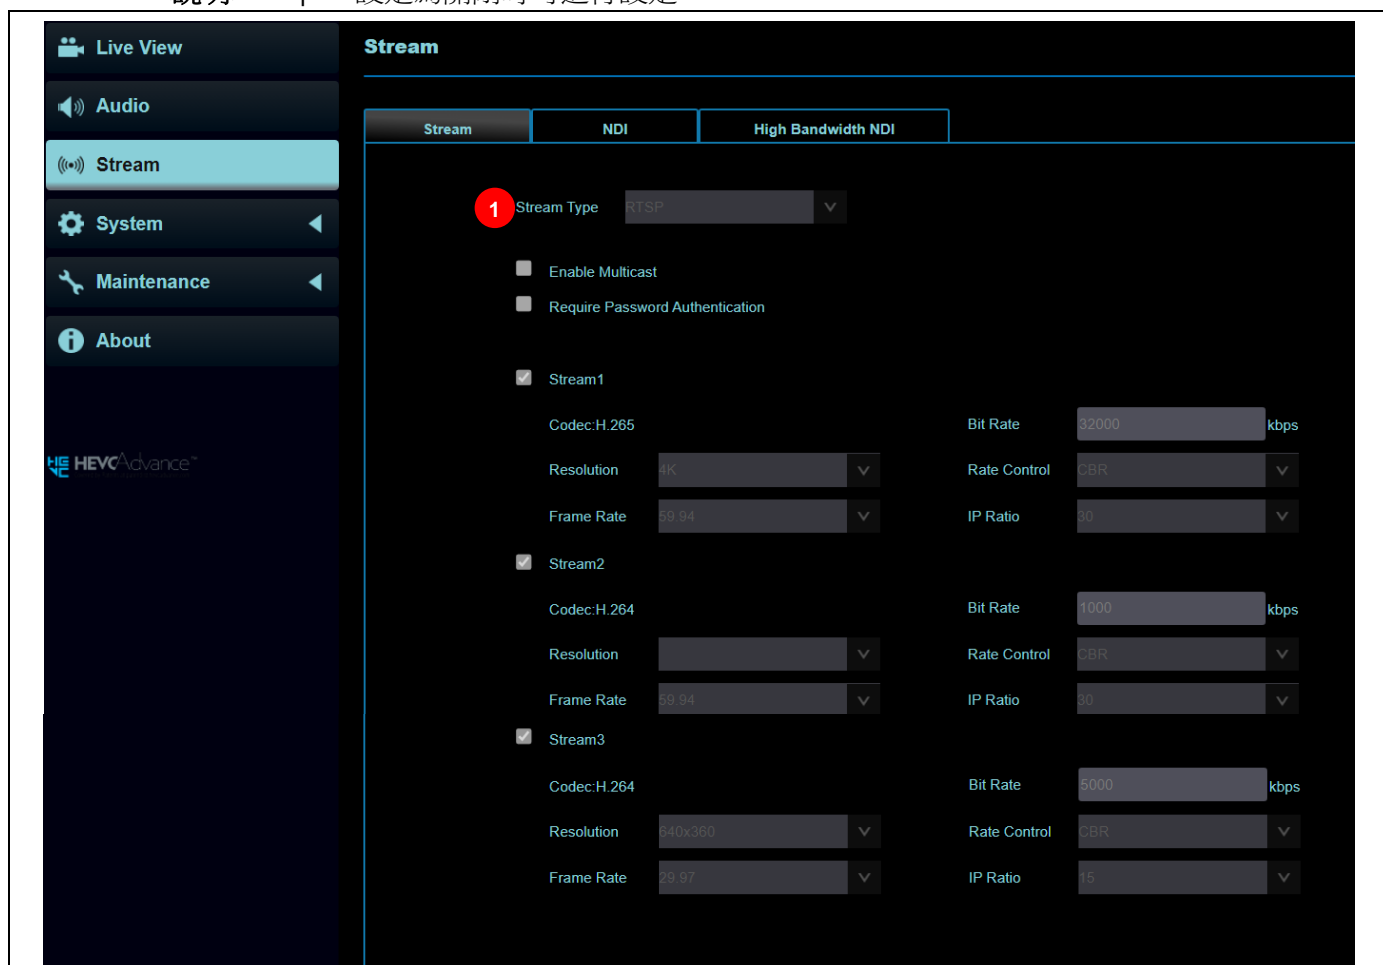 Live View
Stream
Audio
Stream NDI High Bandwidth NDI
Stream
1 Stream Type RTSP
System
Enable Multicast
Maintenance
Require Password Authentication
About
Stream1
Codec:H.265 Bit Rate 32000 kbps
HEVCAdvance™
Resolution 4K Rate Control CBR
Frame Rate 59.94 IP Ratio 30
Stream2
Codec:H.264 Bit Rate 1000 kbps
Resolution Rate Control CBR
Frame Rate 59.94 IP Ratio 30
Stream3
Codec:H.264 Bit Rate 5000 kbps
Resolution 640x360 Rate Control CBR
Frame Rate 29.97 IP Ratio 15